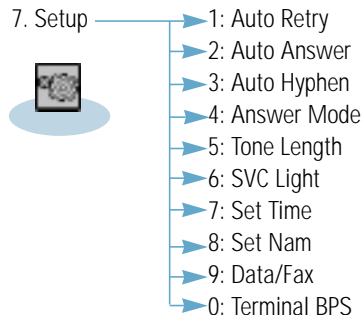 7. Setup
1: Auto Retry
2: Auto Answer
3: Auto Hyphen
4: Answer Mode
5: Tone Length
6: SVC Light
7: Set Time
8: Set Nam
9: Data/Fax
0: Terminal BPS